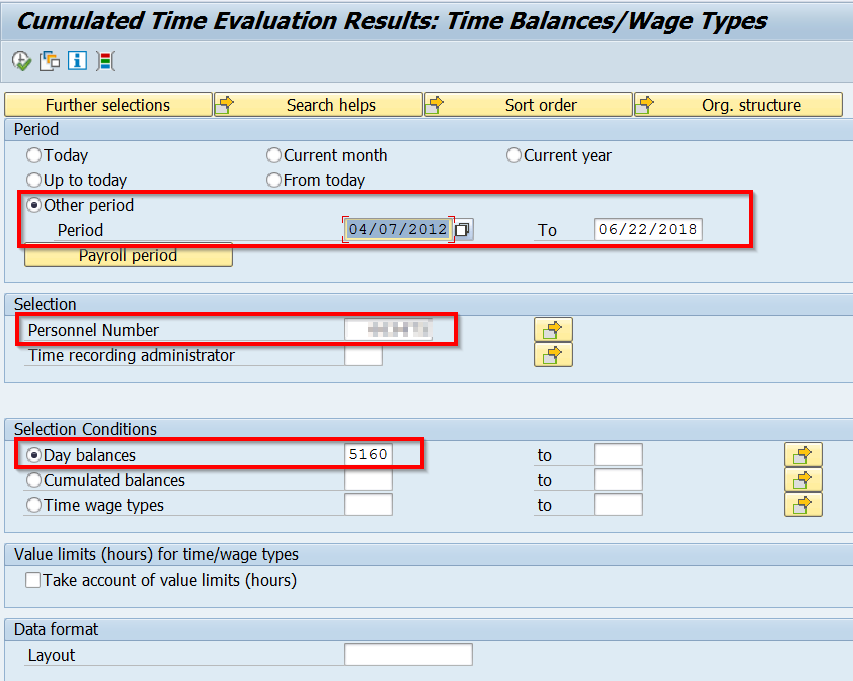 Cumulated Time Evaluation Results: Time Balances/Wage Types
Further selections Search helps Sort order Org. structure
Period
Today Current month Current year
Up to today From today
Other period
Period 04/07/2012 To 06/22/2018
Payroll period
Selection
Personnel Number
Time recording administrator
Selection Conditions
Day balances 5160 to
Cumulated balances to
Time wage types to
Value limits (hours) for time/wage types
Take account of value limits (hours)
Data format
Layout